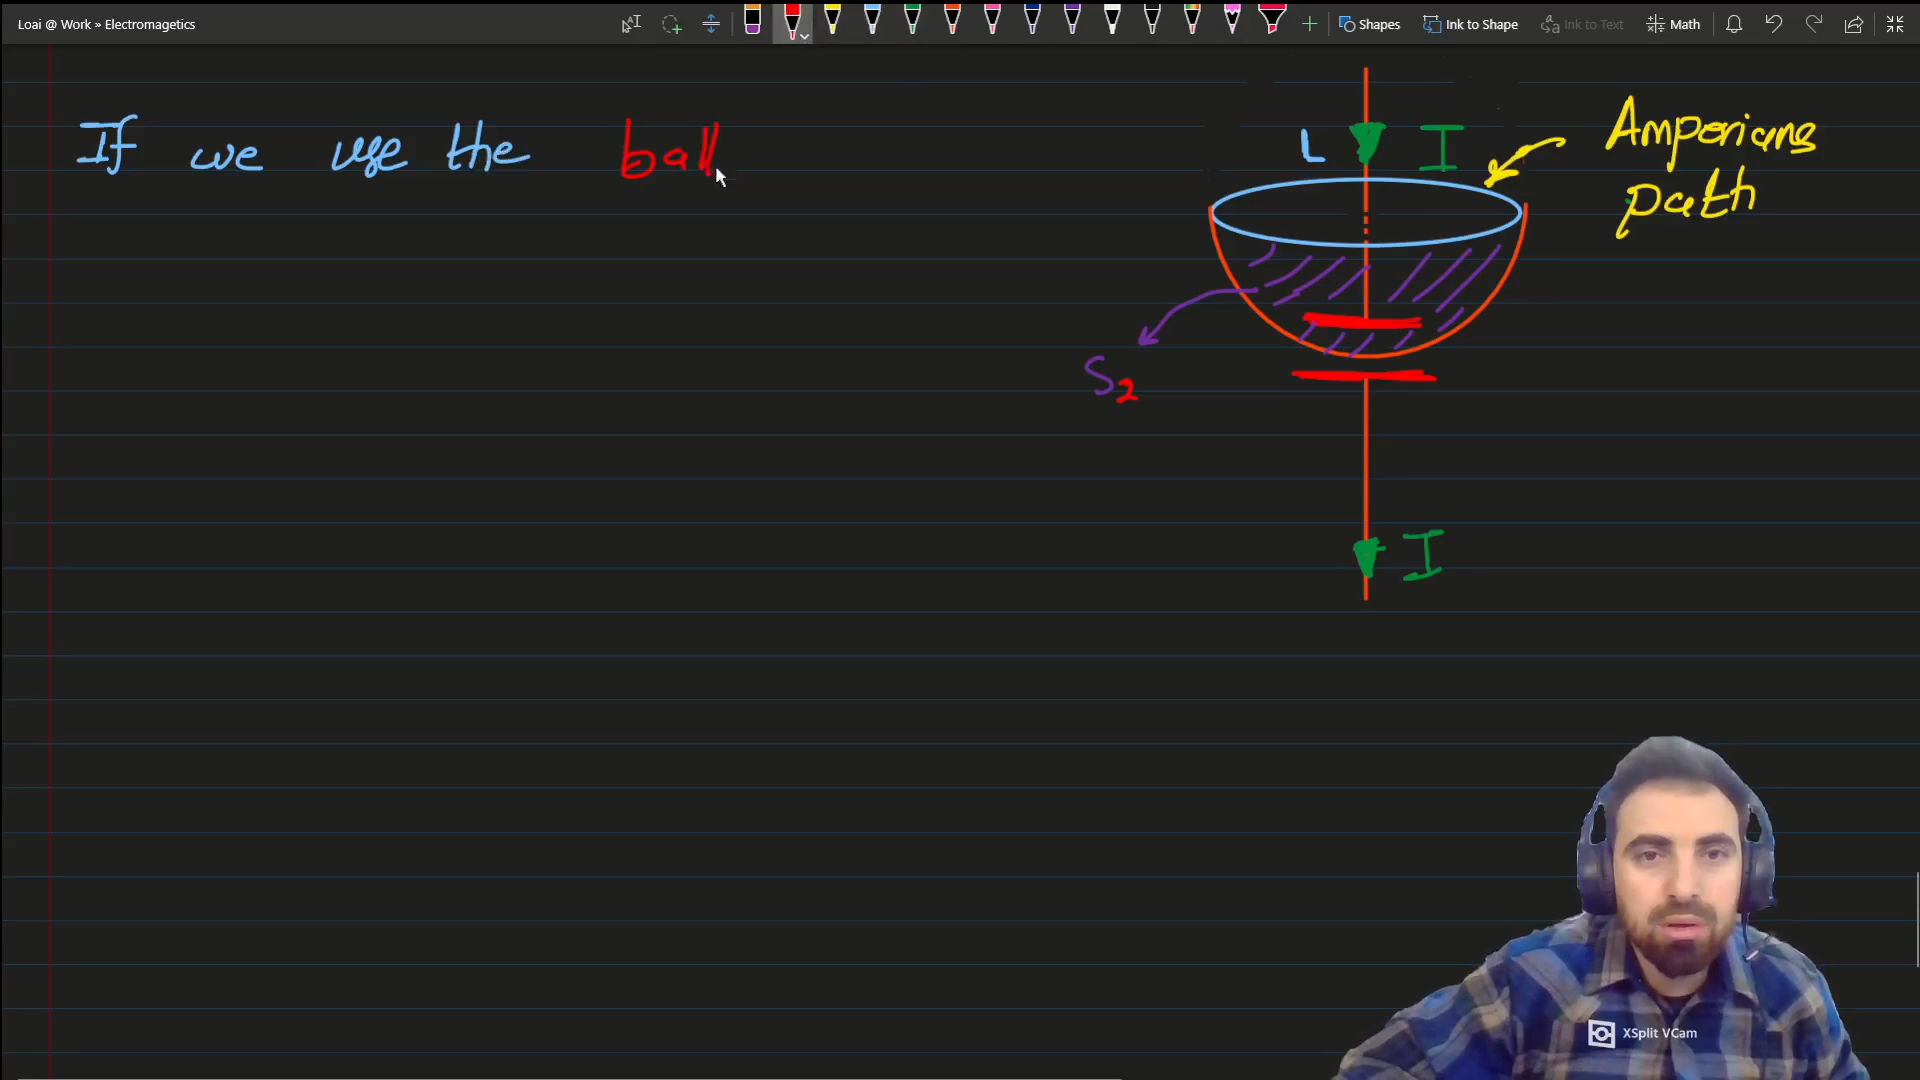 Loai @ Work » Electromagetics
Shapes
Ink to Shape
Ink to Text
Math
If we use the ball
L
I
Amperians
path
S2
I
XSplit VCam